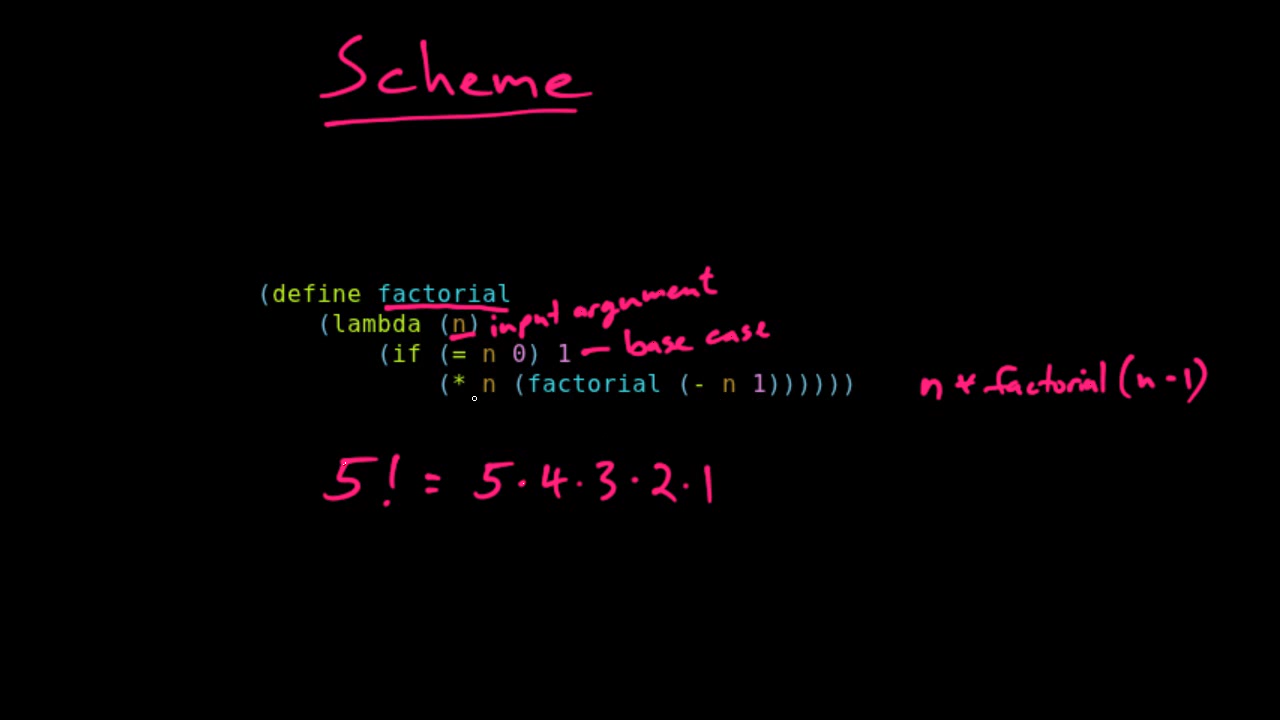 Scheme
(define factorial
(lambda (n) input argument
(if (= n 0) 1 — base case
(* n (factorial (- n 1)))))) n * factorial (n - 1)
5! = 5 · 4 · 3 · 2 · 1